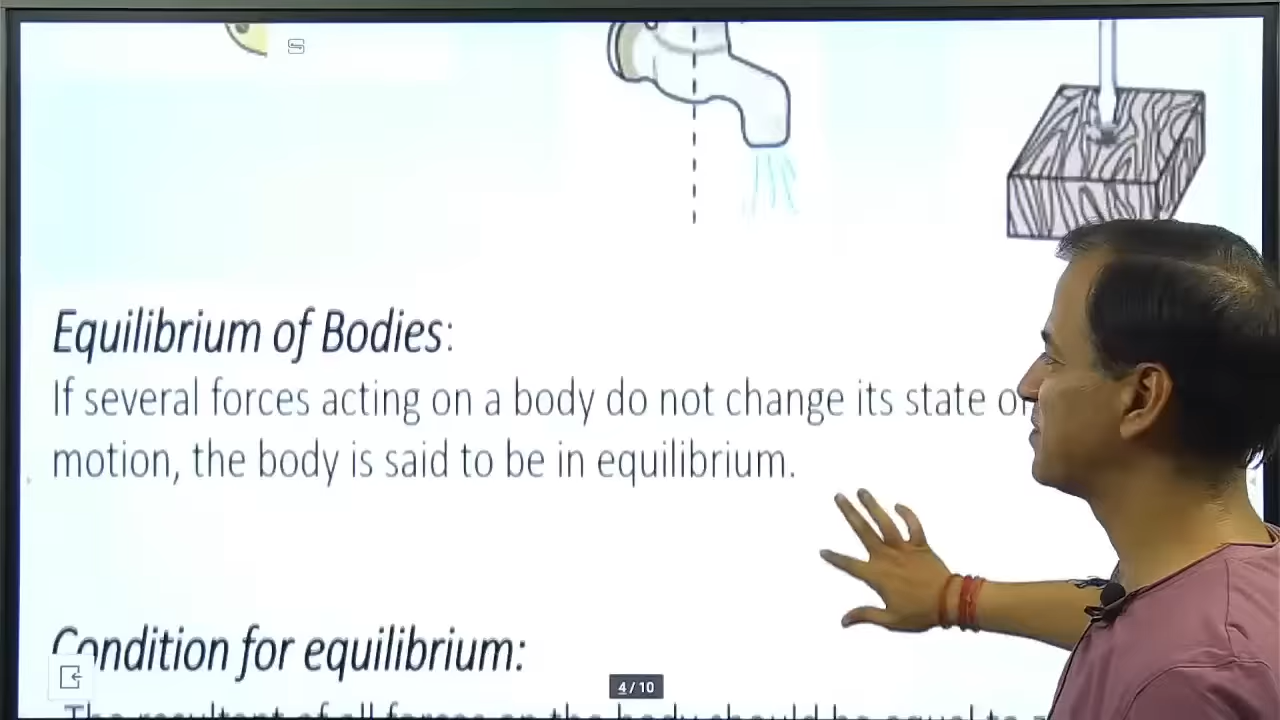 Equilibrium of Bodies:
If several forces acting on a body do not change its state
motion, the body is said to be in equilibrium.
Condition for equilibrium:
4 / 10